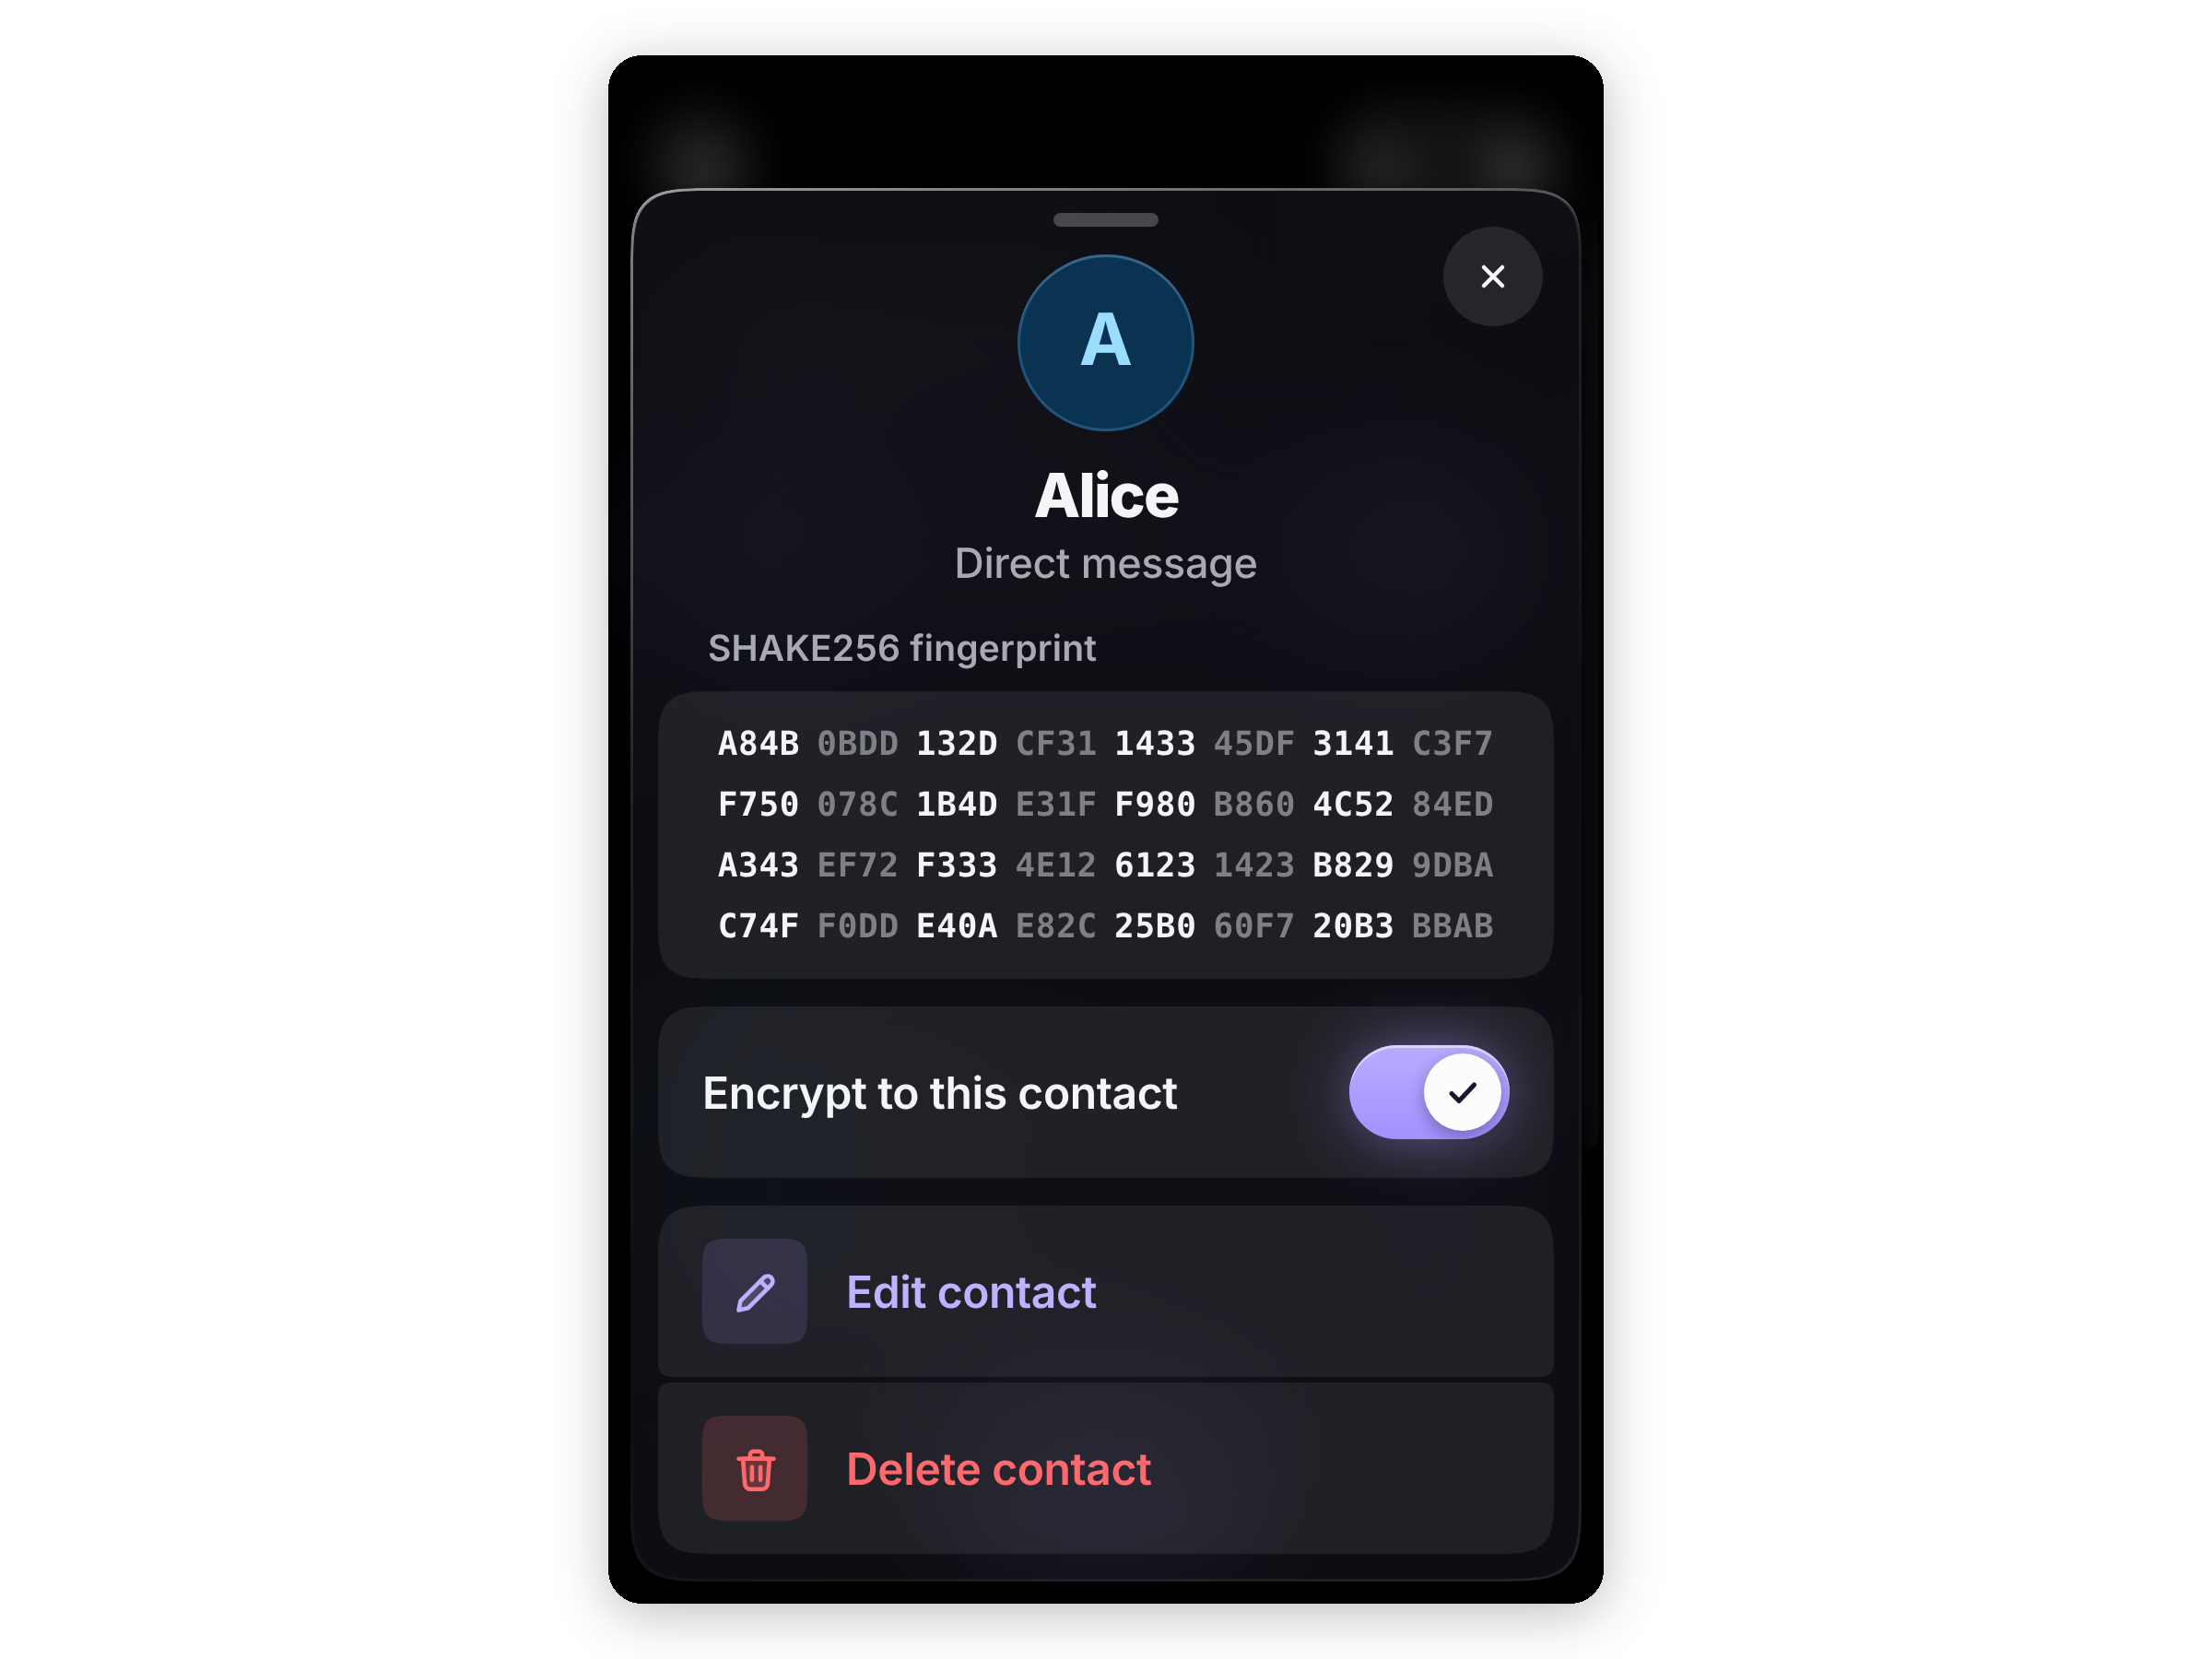 A
Alice
Direct message
SHAKE256 fingerprint
A84B 0BDD 132D CF31 1433 45DF 3141 C3F7
F750 078C 1B4D E31F F980 B860 4C52 84ED
A343 EF72 F333 4E12 6123 1423 B829 9DBA
C74F F0DD E40A E82C 25B0 60F7 20B3 BBAB
Encrypt to this contact
Edit contact
Delete contact